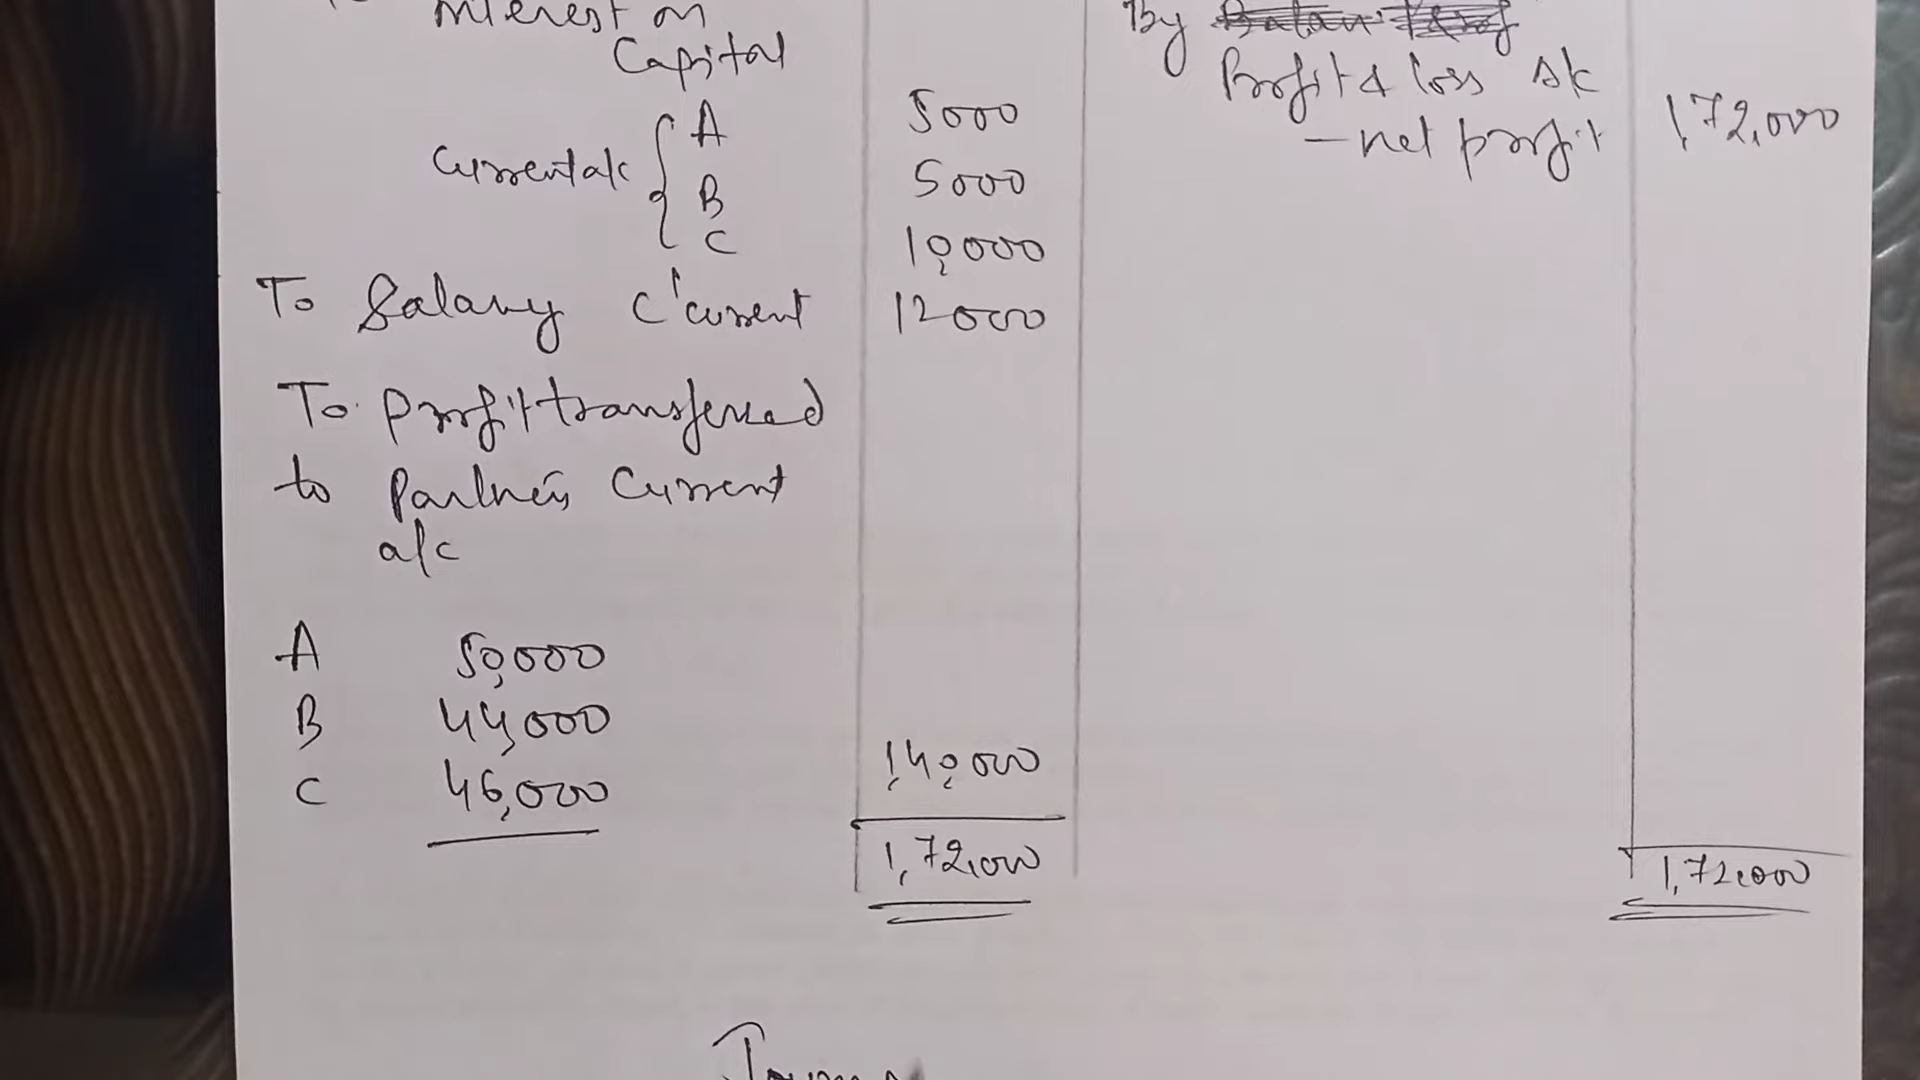 Interest on
Capital
Current a/c { A 5000
B 5000
C 10,000
To Salary C' current 12000
To profit transferred
to Partners Current
a/c
A 50,000
B 44,000
C 46,000 1,40,000
1,72,000
By
Profit & loss A/c
- net profit 1,72,000
1,72,000
Journ